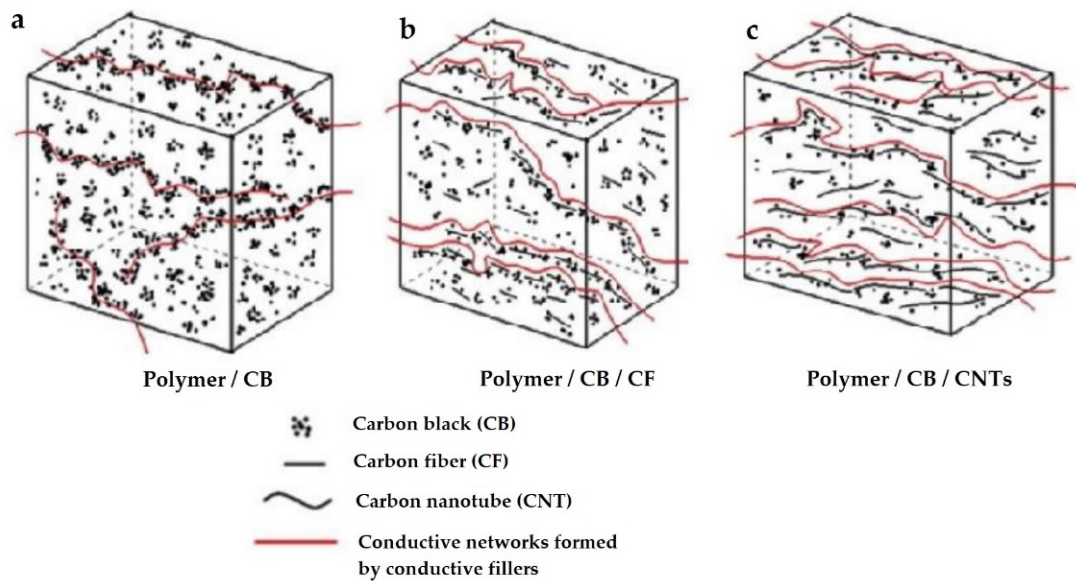 a
b
c
Polymer / CB
Polymer / CB / CF
Polymer / CB / CNTs
Carbon black (CB)
Carbon fiber (CF)
Carbon nanotube (CNT)
Conductive networks formed
by conductive fillers